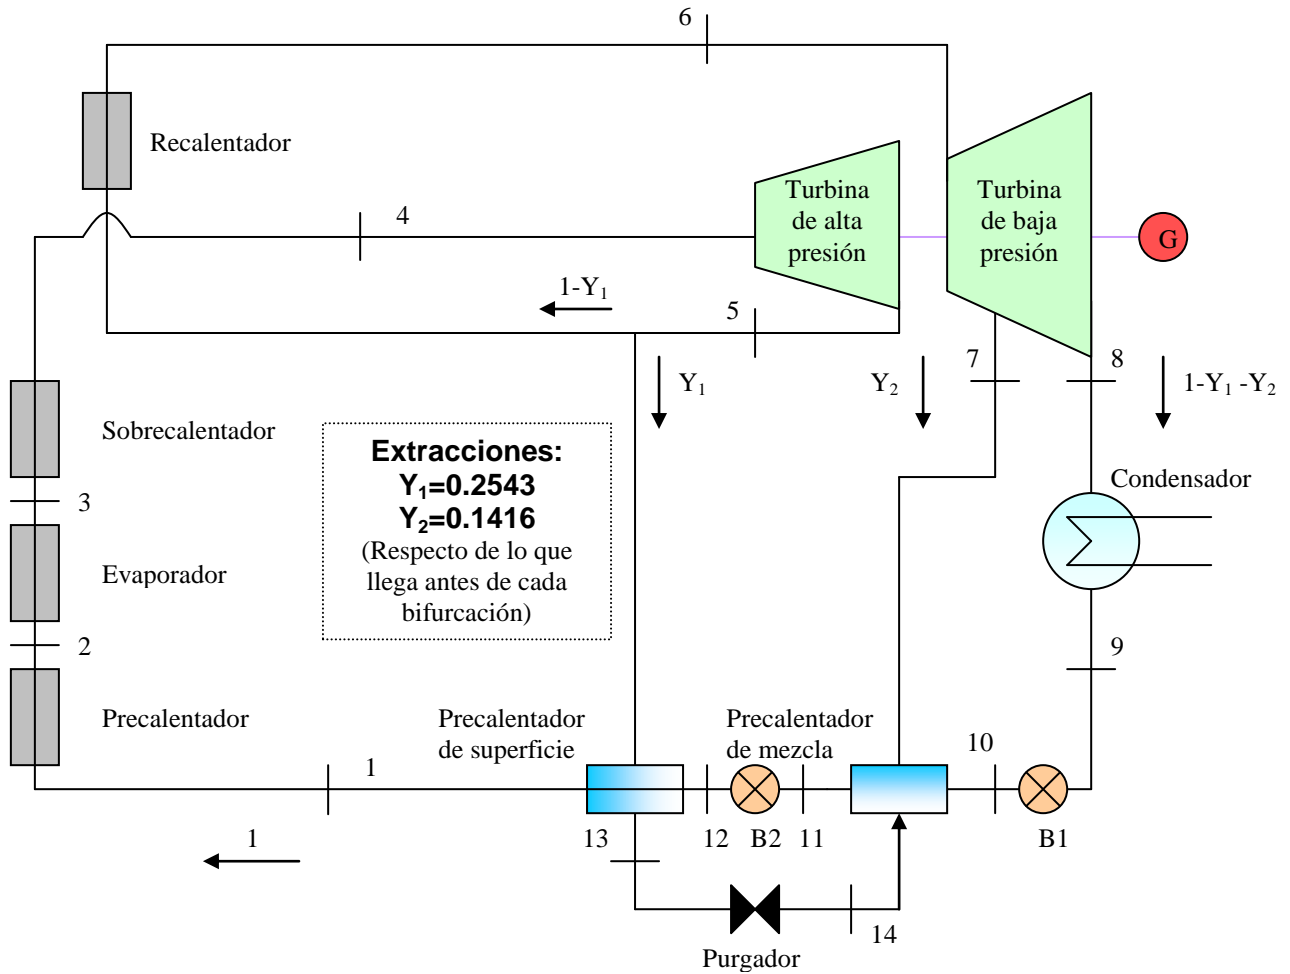 6
Recalentador
4
Turbina
de alta
presión
Turbina
de baja
presión
G
1-Y₁
5
Y₁
Y₂
7
8
1-Y₁ -Y₂
Sobrecalentador
3
Extracciones:
Y₁=0.2543
Y₂=0.1416
(Respecto de lo que
llega antes de cada
bifurcación)
Condensador
Evaporador
2
9
Precalentador
Precalentador
de superficie
Precalentador
de mezcla
10
1
1
13
12
B2
11
B1
14
Purgador